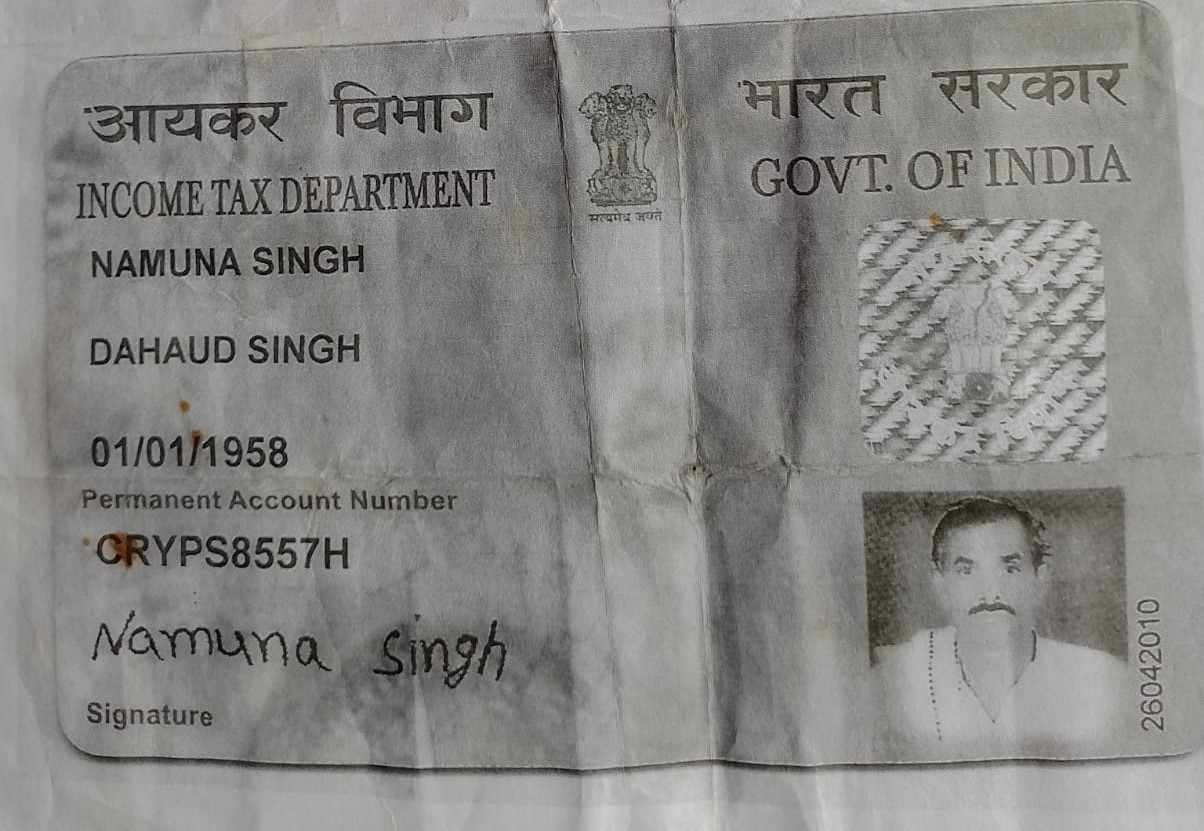 आयकर विभाग
INCOME TAX DEPARTMENT
सत्यमेव जयते
भारत सरकार
GOVT. OF INDIA
NAMUNA SINGH
DAHAUD SINGH
01/01/1958
Permanent Account Number
CRYPS8557H
Namuna Singh
Signature
26042010